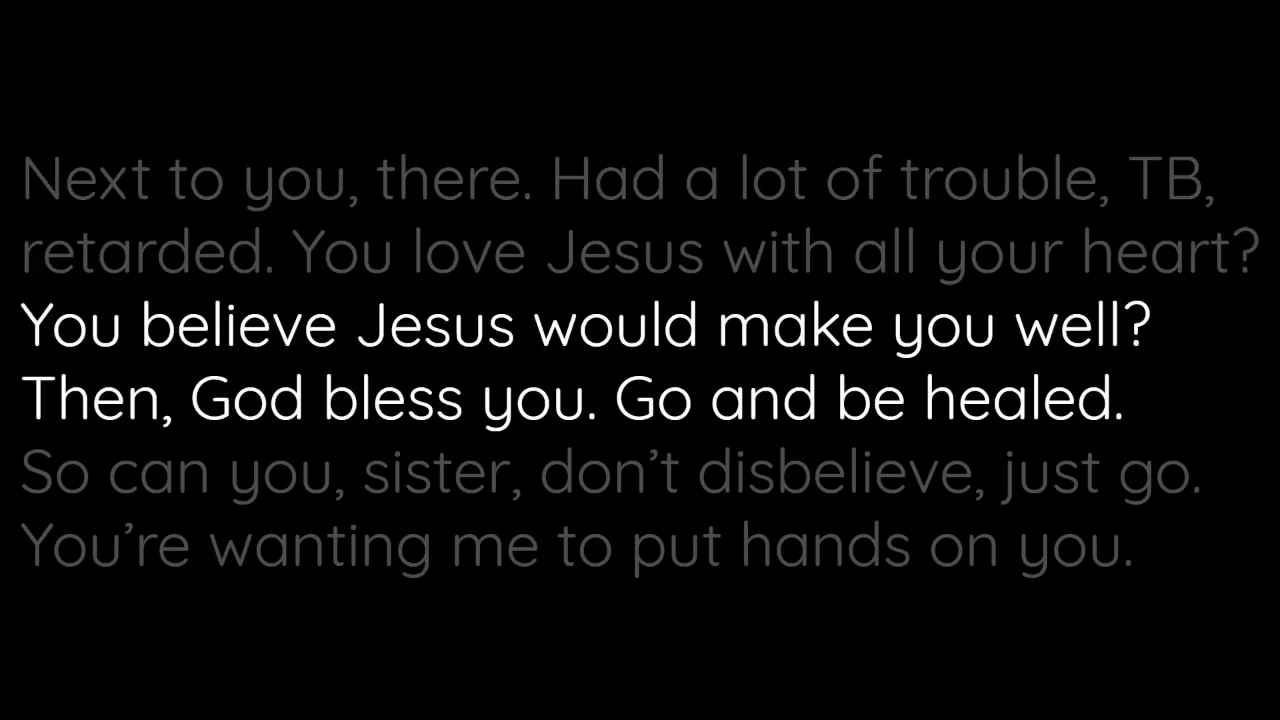 Next to you, there. Had a lot of trouble, TB,
retarded. You love Jesus with all your heart?
You believe Jesus would make you well?
Then, God bless you. Go and be healed.
So can you, sister, don’t disbelieve, just go.
You’re wanting me to put hands on you.